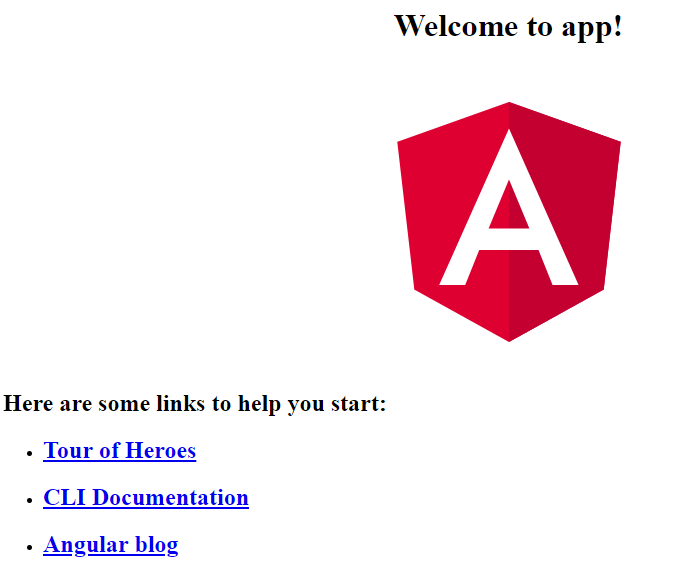 Welcome to app!
A
Here are some links to help you start:
Tour of Heroes
CLI Documentation
Angular blog